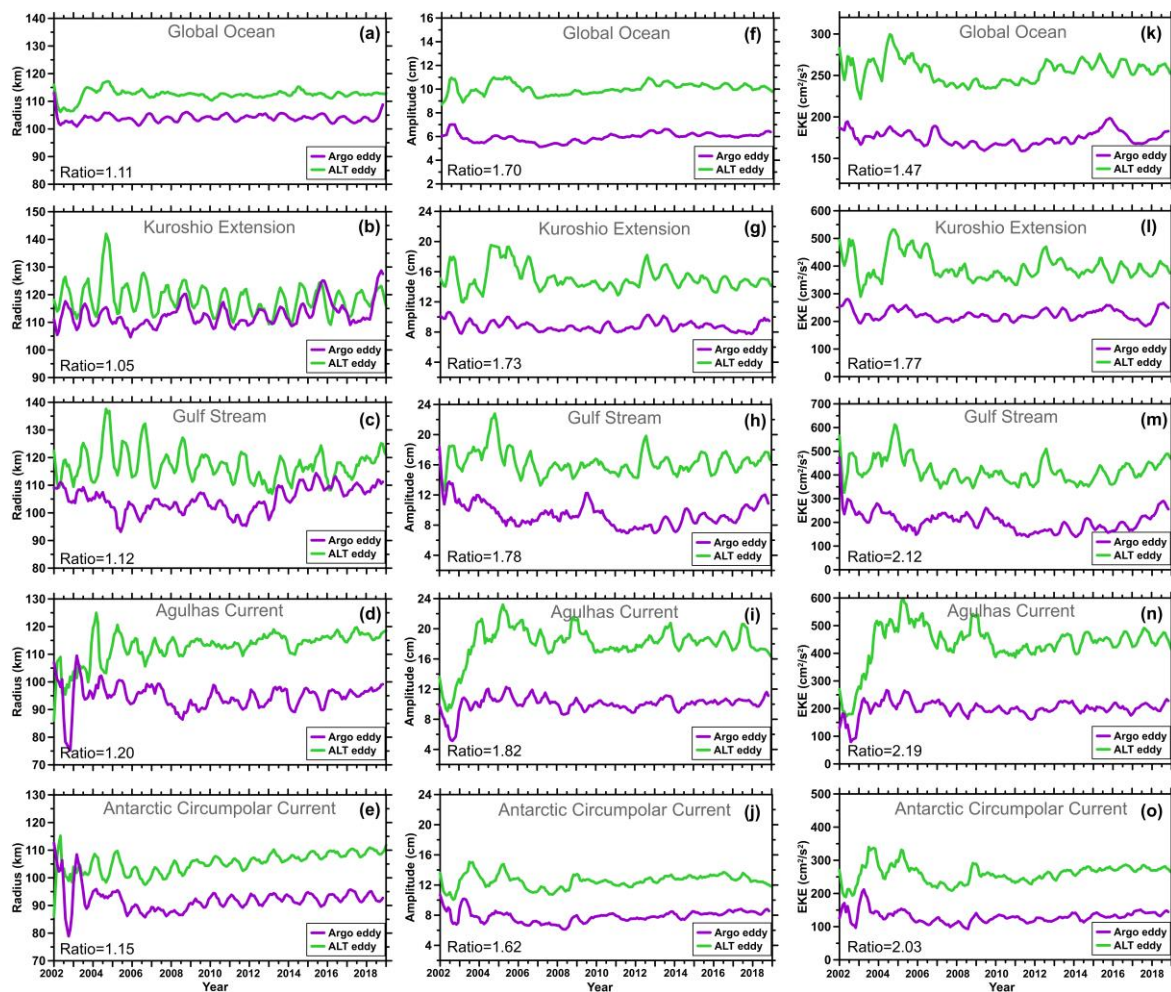 140
130
120
110
100
90
80
Radius (km)
Global Ocean
(a)
Ratio=1.11
Argo eddy
ALT eddy
16
14
12
10
8
6
4
2
Amplitude (cm)
Global Ocean
(f)
Ratio=1.70
Argo eddy
ALT eddy
300
250
200
150
EKE (cm²/s²)
Global Ocean
(k)
Ratio=1.47
Argo eddy
ALT eddy
150
140
130
120
110
100
90
Radius (km)
Kuroshio Extension
(b)
Ratio=1.05
Argo eddy
ALT eddy
24
20
16
12
8
4
Amplitude (cm)
Kuroshio Extension
(g)
Ratio=1.73
Argo eddy
ALT eddy
600
500
400
300
200
100
0
EKE (cm²/s²)
Kuroshio Extension
(l)
Ratio=1.77
Argo eddy
ALT eddy
140
130
120
110
100
90
80
Radius (km)
Gulf Stream
(c)
Ratio=1.12
Argo eddy
ALT eddy
24
20
16
12
8
4
Amplitude (cm)
Gulf Stream
(h)
Ratio=1.78
Argo eddy
ALT eddy
700
600
500
400
300
200
100
0
EKE (cm²/s²)
Gulf Stream
(m)
Ratio=2.12
Argo eddy
ALT eddy
130
120
110
100
90
80
70
Radius (km)
Agulhas Current
(d)
Ratio=1.20
Argo eddy
ALT eddy
24
20
16
12
8
4
Amplitude (cm)
Agulhas Current
(i)
Ratio=1.82
Argo eddy
ALT eddy
600
500
400
300
200
100
0
EKE (cm²/s²)
Agulhas Current
(n)
Ratio=2.19
Argo eddy
ALT eddy
130
120
110
100
90
80
70
Radius (km)
Antarctic Circumpolar Current
(e)
Ratio=1.15
Argo eddy
ALT eddy
2002 2004 2006 2008 2010 2012 2014 2016 2018
Year
24
20
16
12
8
4
Amplitude (cm)
Antarctic Circumpolar Current
(j)
Ratio=1.62
Argo eddy
ALT eddy
2002 2004 2006 2008 2010 2012 2014 2016 2018
Year
500
400
300
200
100
0
EKE (cm²/s²)
Antarctic Circumpolar Current
(o)
Ratio=2.03
Argo eddy
ALT eddy
2002 2004 2006 2008 2010 2012 2014 2016 2018
Year